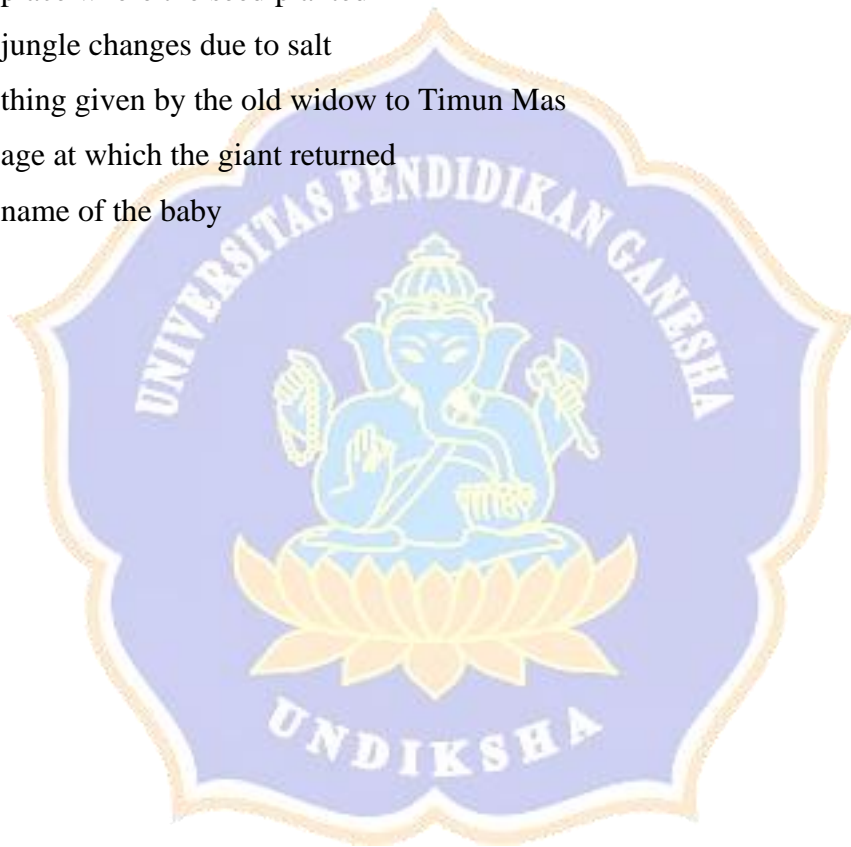 jungle changes due to salt
thing given by the old widow to Timun Mas
age at which the giant returned
name of the baby
UNIVERSITAS PENDIDIKAN GANESHA
UNDIKSHA